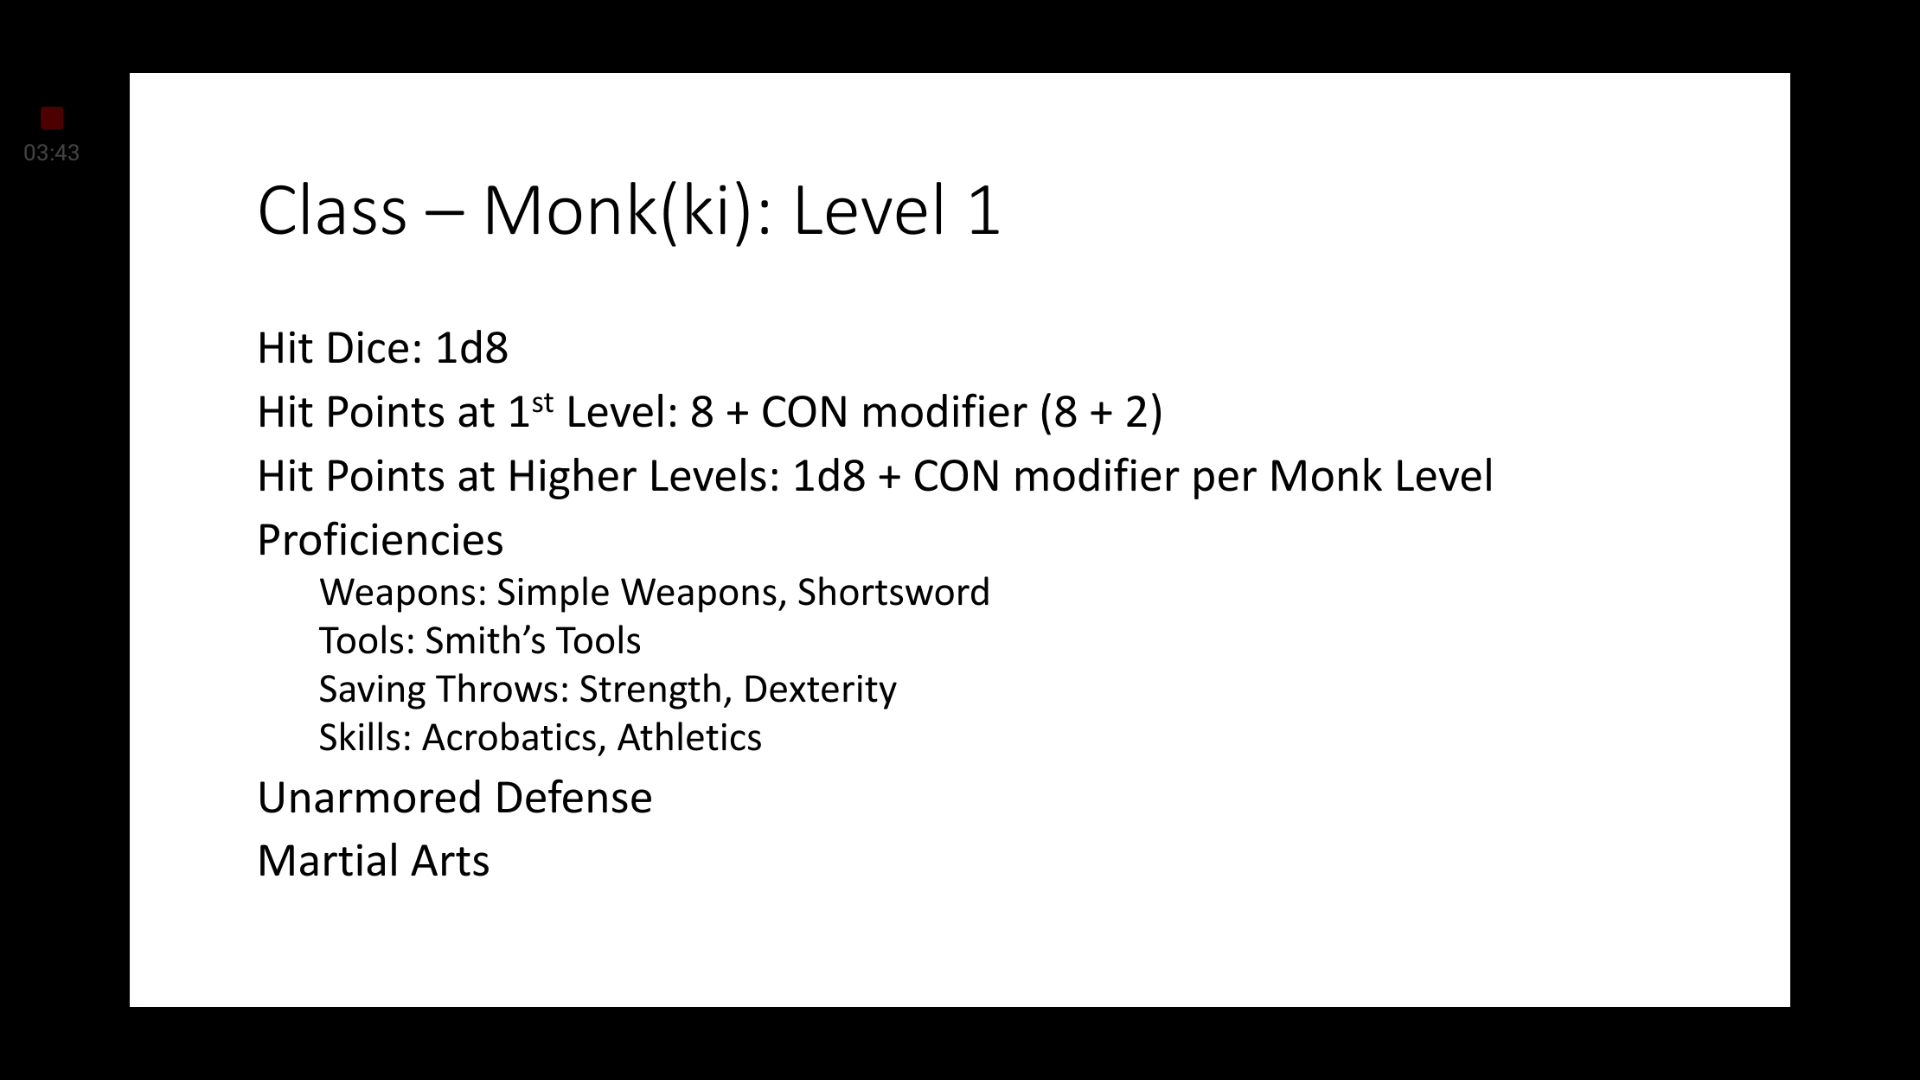 03:43
Class – Monk(ki): Level 1
Hit Dice: 1d8
Hit Points at 1st Level: 8 + CON modifier (8 + 2)
Hit Points at Higher Levels: 1d8 + CON modifier per Monk Level
Proficiencies
Weapons: Simple Weapons, Shortsword
Tools: Smith’s Tools
Saving Throws: Strength, Dexterity
Skills: Acrobatics, Athletics
Unarmored Defense
Martial Arts